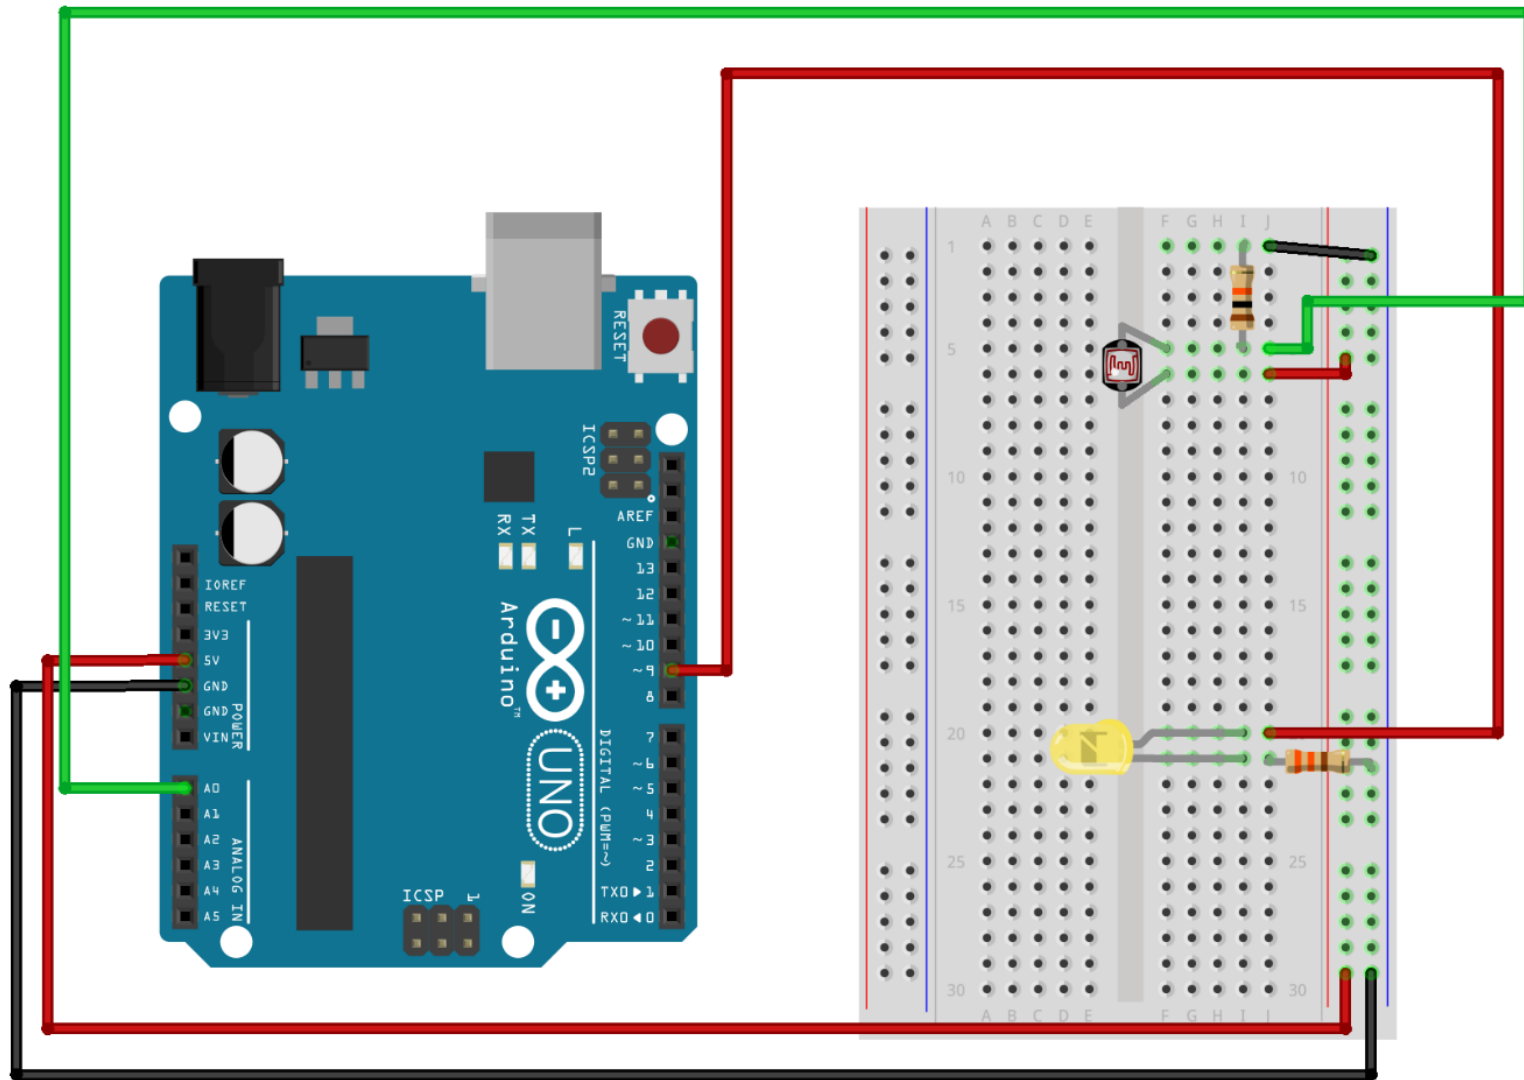 RESET
ICSP2
AREF
GND
13
12
~11
~10
~9
8
RX
TX
L
IOREF
RESET
3V3
5V
GND
GND
VIN
POWER
Arduino™
UNO
7
~6
~5
4
~3
2
TX0▶1
RX0◀0
DIGITAL (PWM=~)
A0
A1
A2
A3
A4
A5
ANALOG IN
ICSP
1
ON
A B C D E F G H I J
1
5
10 10
15 15
20
25 25
30 30
A B C D E F G H I J